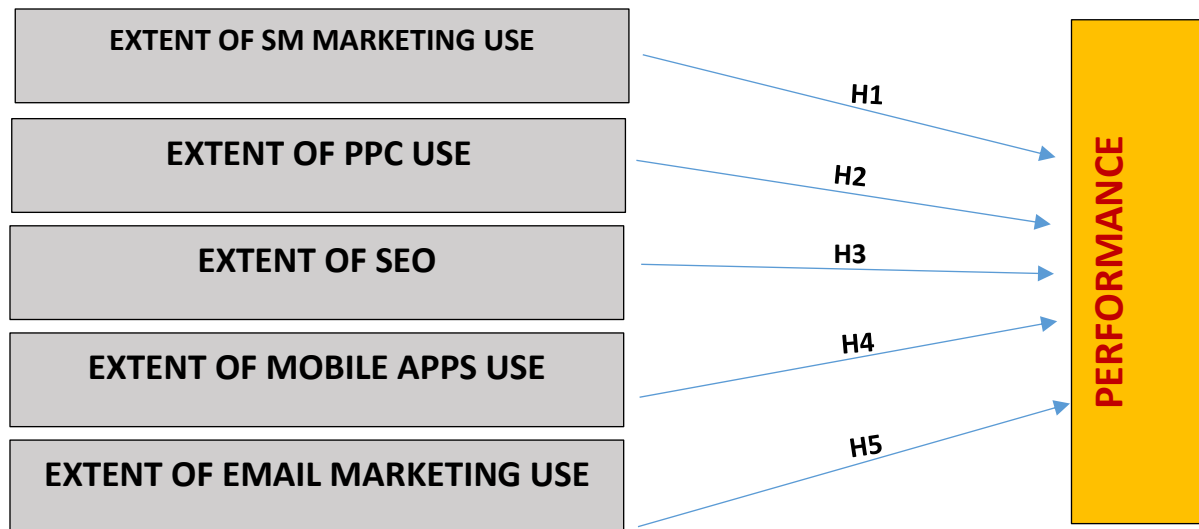 EXTENT OF SM MARKETING USE
H1
EXTENT OF PPC USE
H2
EXTENT OF SEO
H3
EXTENT OF MOBILE APPS USE
H4
EXTENT OF EMAIL MARKETING USE
H5
PERFORMANCE